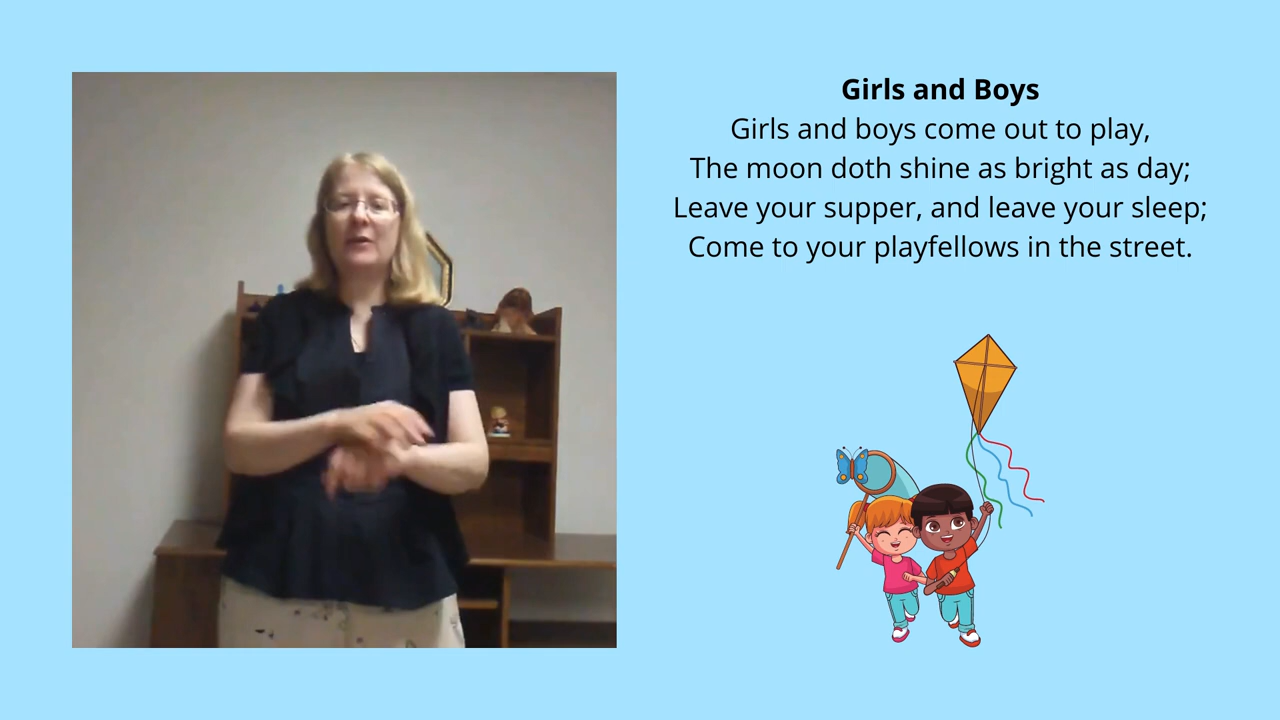 Girls and Boys
Girls and boys come out to play,
The moon doth shine as bright as day;
Leave your supper, and leave your sleep;
Come to your playfellows in the street.